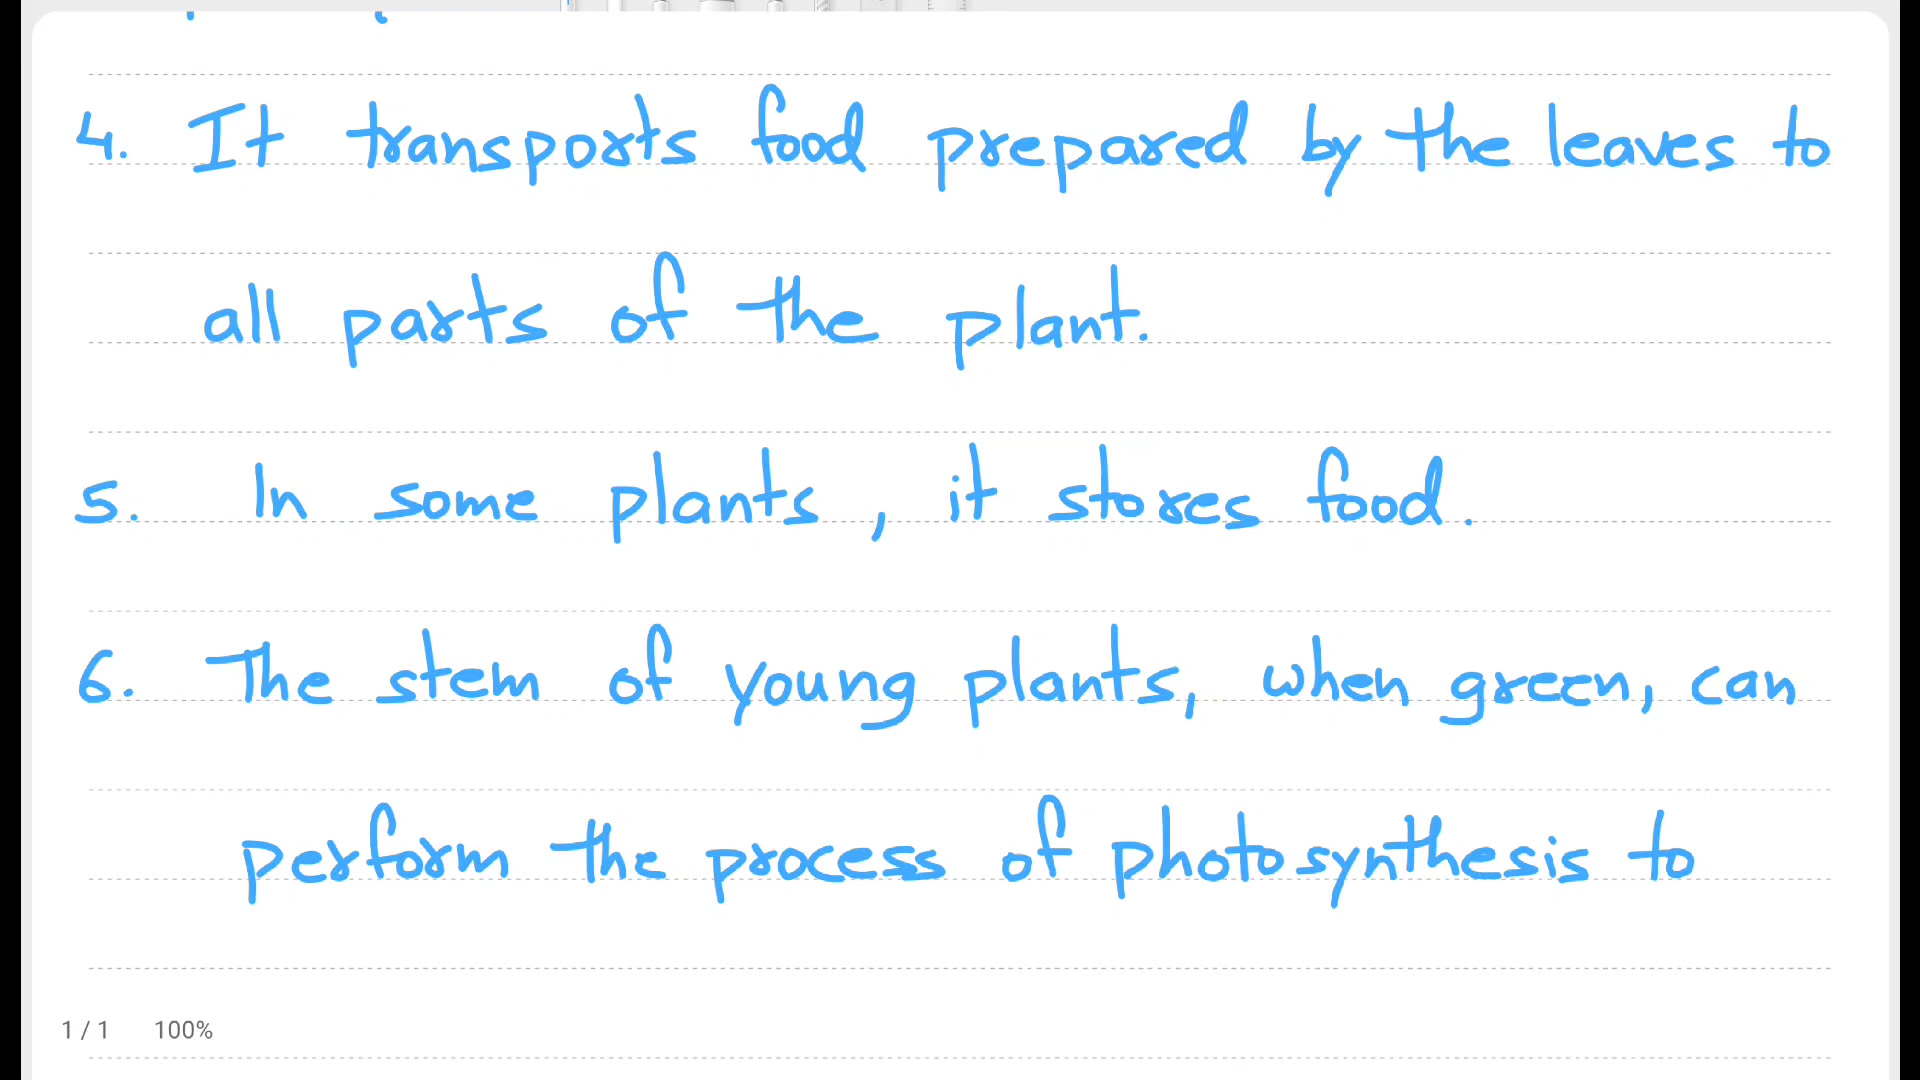 4. It transports food prepared by the leaves to
all parts of the plant.
5. In some plants, it stores food.
6. The stem of young plants, when green, can
perform the process of photosynthesis to
1 / 1 100%